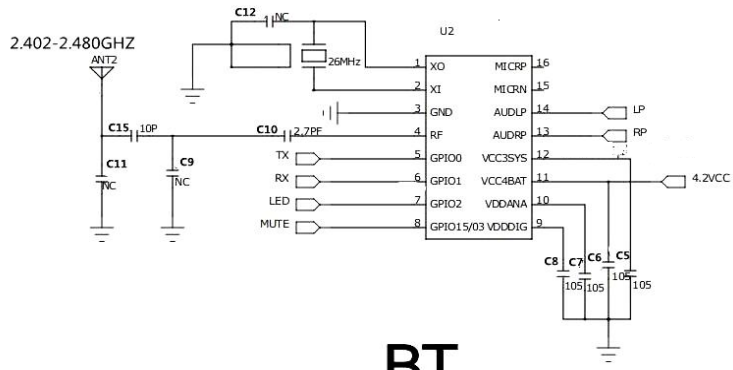 C12
NC
U2
2.402-2.480GHZ
ANT2
26MHz
1 XO MICRP 16
2 XI MICRN 15
3 GND AUDLP 14 LP
C15 10P C10 2,7PF 4 RF AUDRP 13 RP
TX 5 GPIO0 VCC3SYS 12
C11 NC C9 NC
RX 6 GPIO1 VCC4BAT 11 4.2VCC
LED 7 GPIO2 VDDANA 10
MUTE 8 GPIO15/03 VDDDIG 9
C8 C7 C6 C5
105 105 105 105
BT